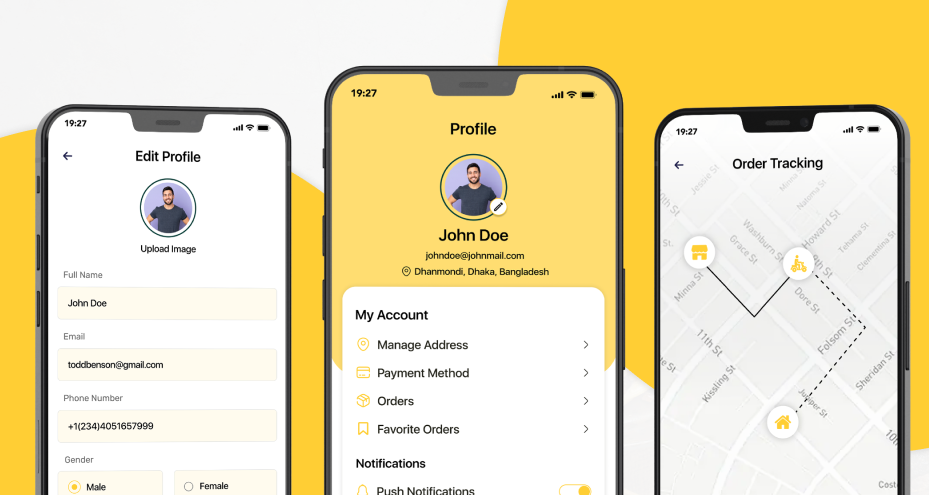 19:27
Edit Profile
Upload Image
Full Name
John Doe
Email
toddbenson@gmail.com
Phone Number
+1(234)4051657999
Gender
Male
Female
19:27
Profile
John Doe
johndoe@johnmail.com
Dhanmondi, Dhaka, Bangladesh
My Account
Manage Address
Payment Method
Orders
Favorite Orders
Notifications
Push Notifications
19:27
Order Tracking
Jessie St
Minna St
Natoma St
Howard St
Washburn St
Grace St
Tehama St
Clementina St
9th St
Minna St
Dore St
11th St
Folsom St
Sheridan St
Kissling St
Juniper St
10th